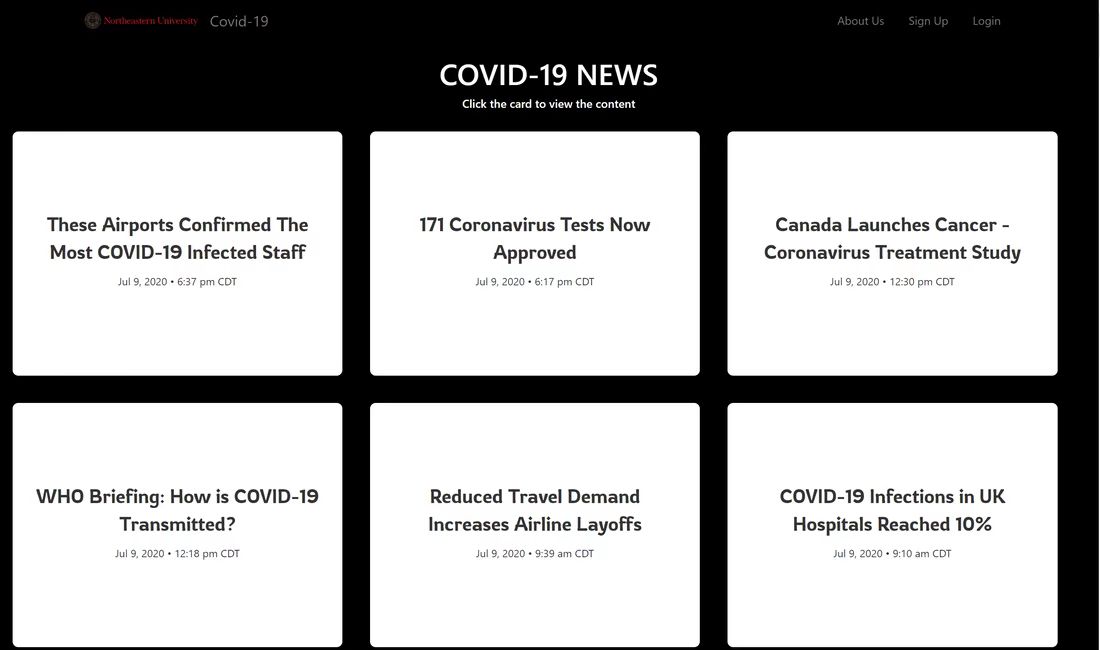 Northeastern University Covid-19 About Us Sign Up Login
COVID-19 NEWS
Click the card to view the content
These Airports Confirmed The
Most COVID-19 Infected Staff
Jul 9, 2020 • 6:37 pm CDT
171 Coronavirus Tests Now
Approved
Jul 9, 2020 • 6:17 pm CDT
Canada Launches Cancer -
Coronavirus Treatment Study
Jul 9, 2020 • 12:30 pm CDT
WHO Briefing: How is COVID-19
Transmitted?
Jul 9, 2020 • 12:18 pm CDT
Reduced Travel Demand
Increases Airline Layoffs
Jul 9, 2020 • 9:39 am CDT
COVID-19 Infections in UK
Hospitals Reached 10%
Jul 9, 2020 • 9:10 am CDT